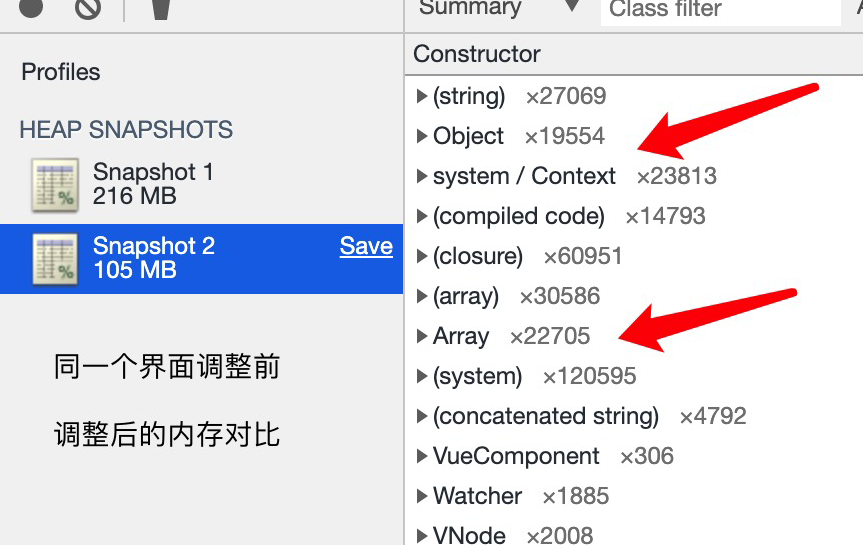 Summary
Class filter
Profiles
HEAP SNAPSHOTS
Snapshot 1
216 MB
Snapshot 2
Save
105 MB
同一个界面调整前
调整后的内存对比
Constructor
(string) ×27069
Object ×19554
system / Context ×23813
(compiled code) ×14793
(closure) ×60951
(array) ×30586
Array ×22705
(system) ×120595
(concatenated string) ×4792
VueComponent ×306
Watcher ×1885
VNode ×2008